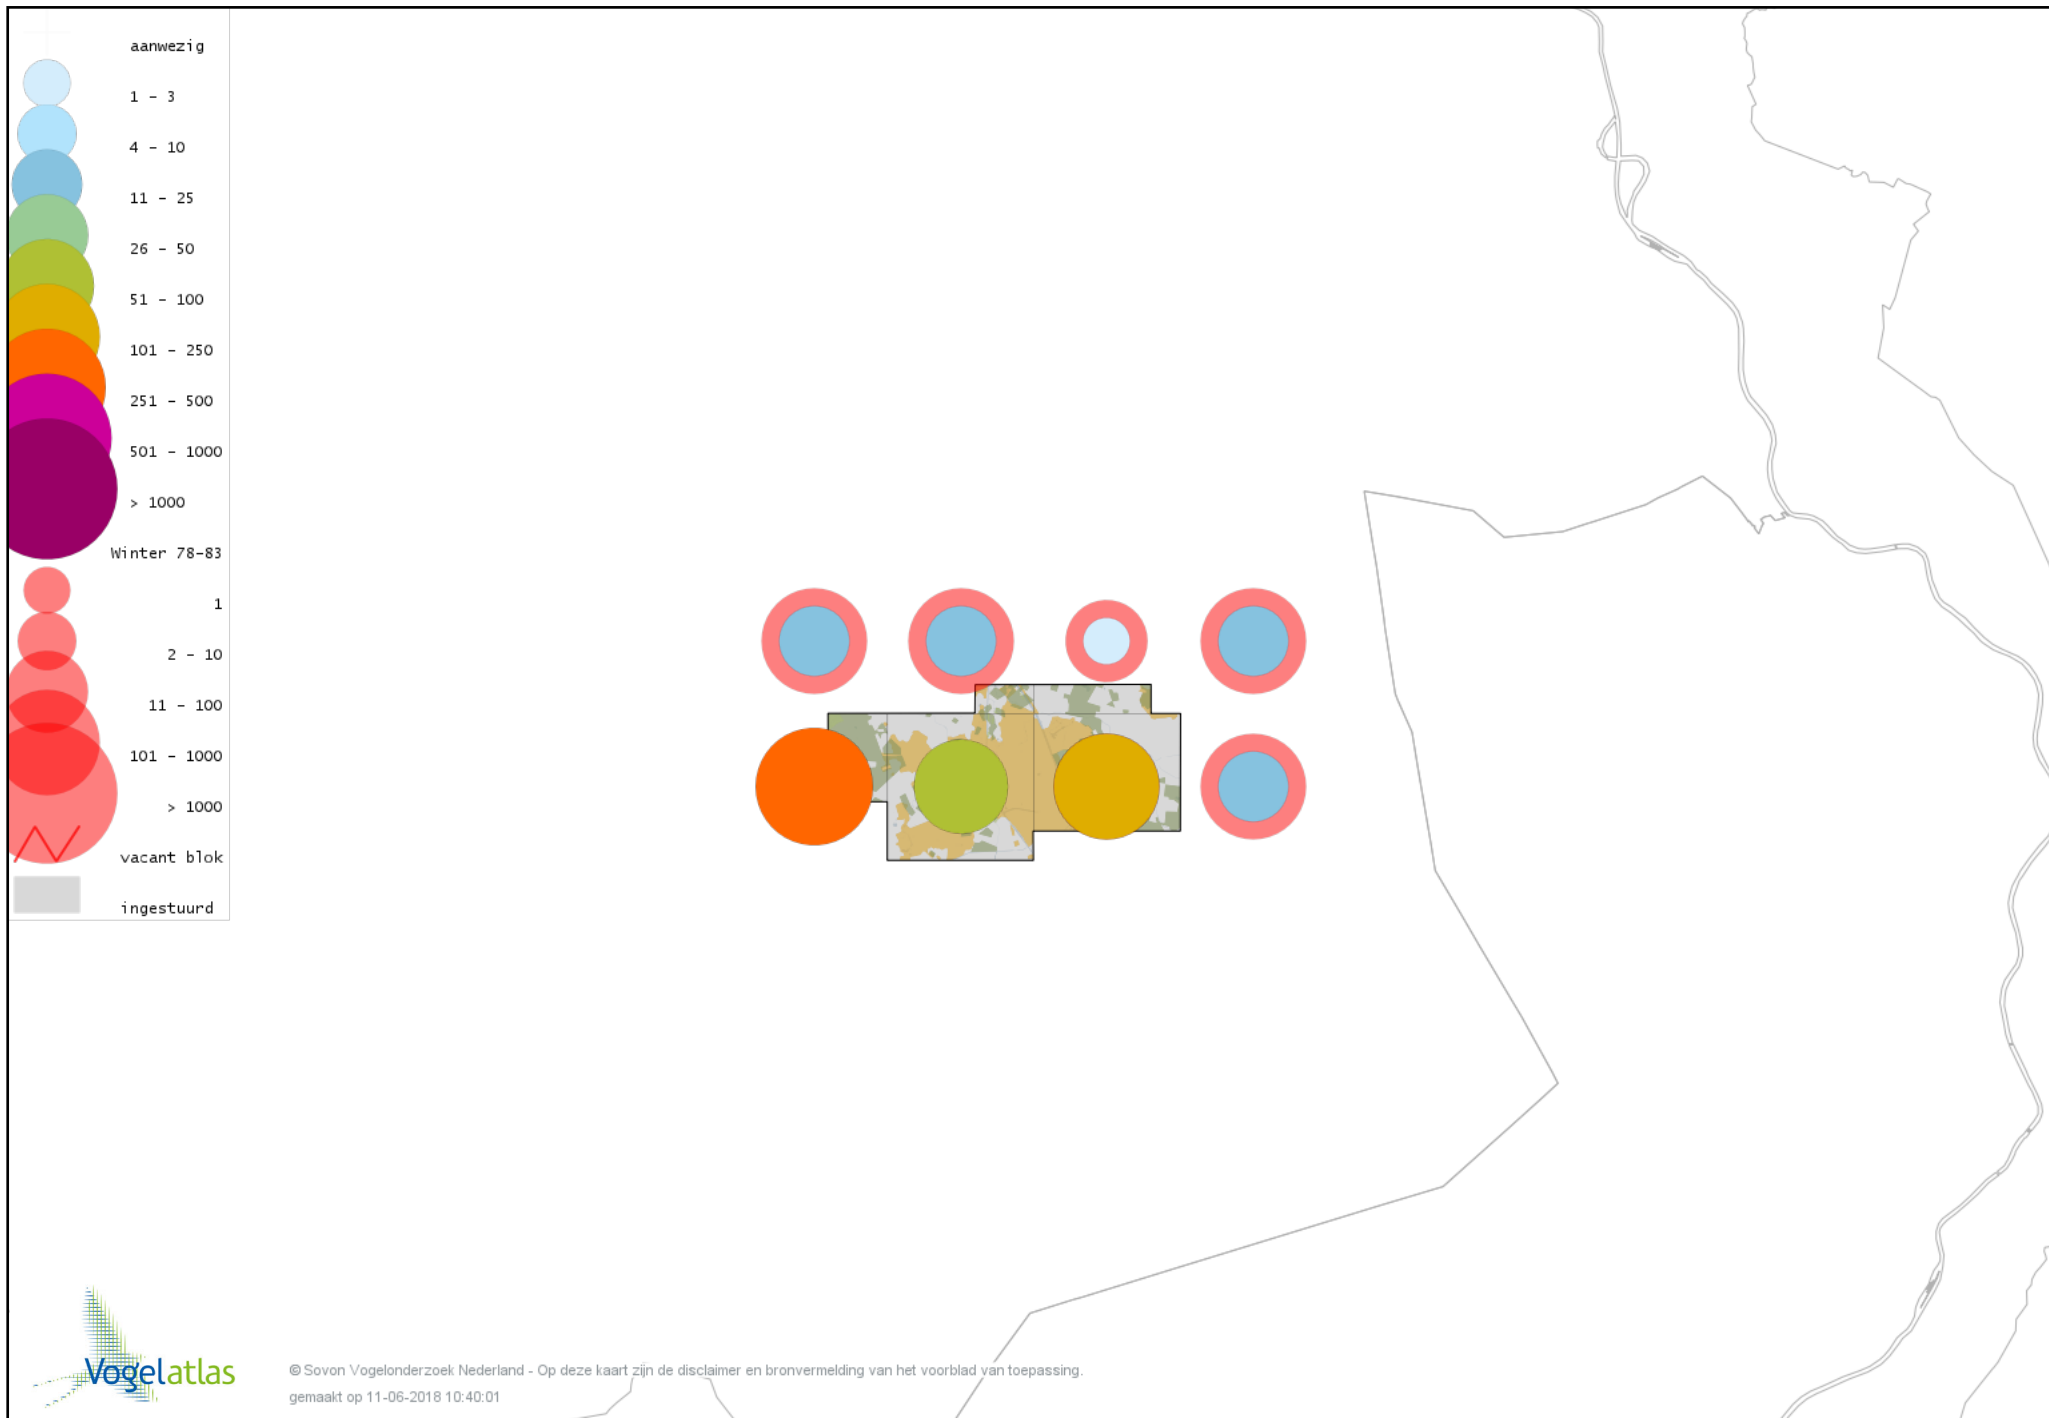 aanwezig
1 - 3
4 - 10
11 - 25
26 - 50
51 - 100
101 - 250
251 - 500
501 - 1000
> 1000
Winter 78-83
1
2 - 10
11 - 100
101 - 1000
> 1000
vacant blok
ingestuurd
Vogelatlas
© Sovon Vogelonderzoek Nederland - Op deze kaart zijn de disclaimer en bronvermelding van het voorblad van toepassing.
gemaakt op 11-06-2018 10:40:01